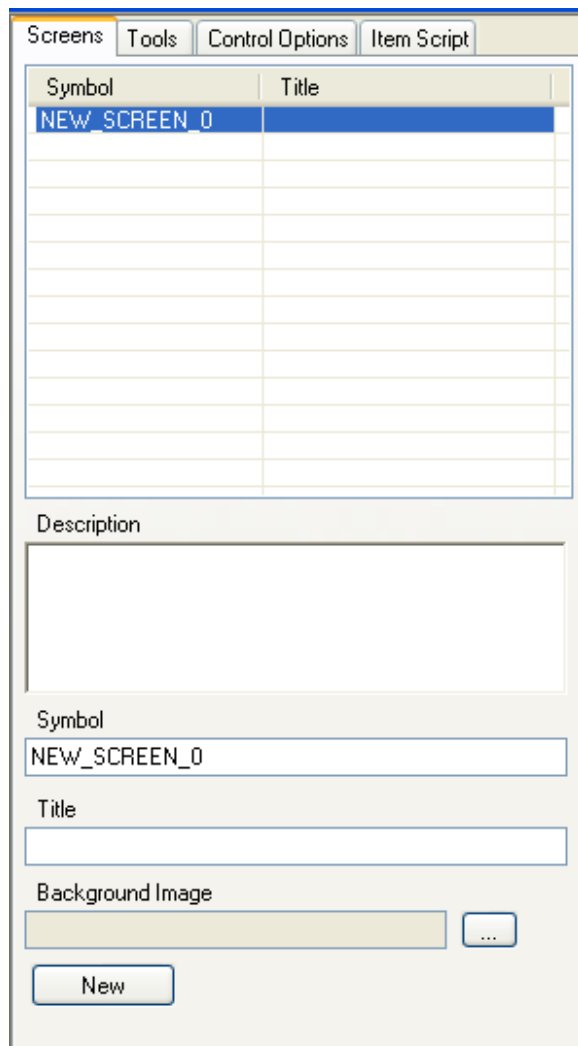 Screens Tools Control Options Item Script
Symbol Title
NEW_SCREEN_0
Description
Symbol
NEW_SCREEN_0
Title
Background Image
...
New